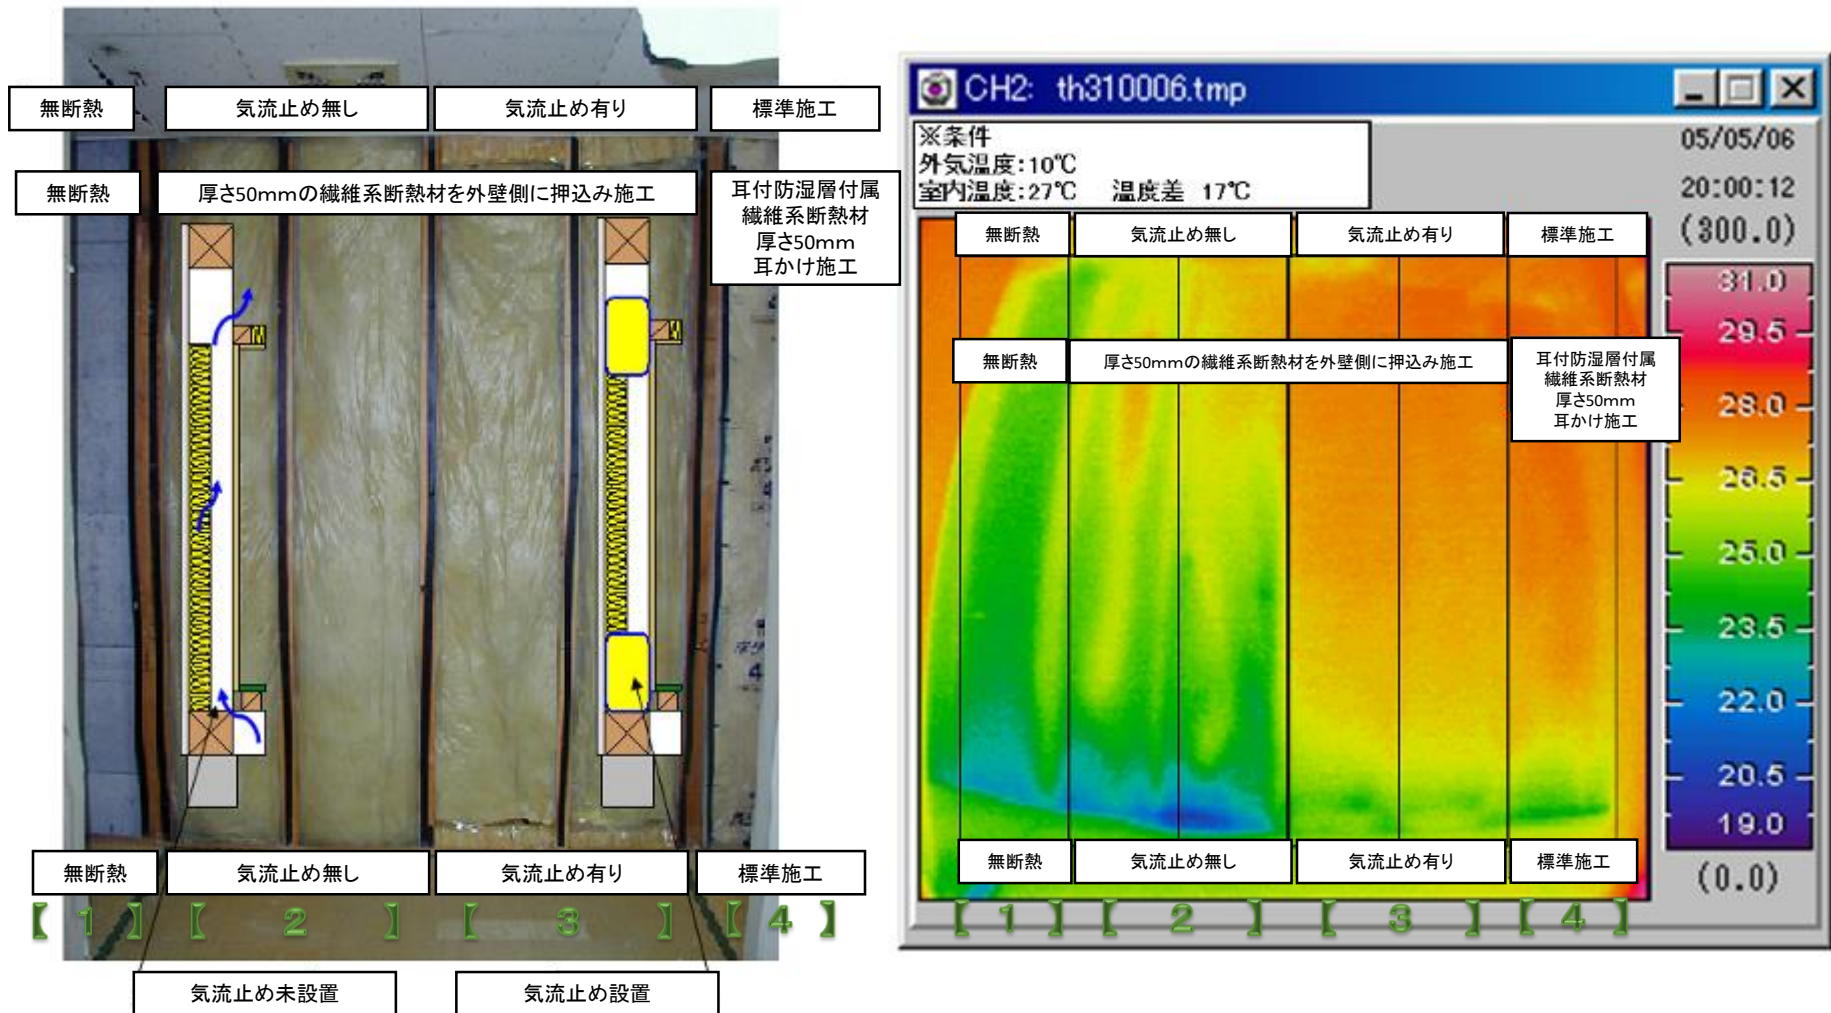 無断熱
気流止め無し
気流止め有り
標準施工
無断熱
厚さ50mmの繊維系断熱材を外壁側に押込み施工
耳付防湿層付属
繊維系断熱材
厚さ50mm
耳かけ施工
無断熱
気流止め無し
気流止め有り
標準施工
【 1 】
【 2 】
【 3 】
【 4 】
気流止め未設置
気流止め設置
CH2: th310006.tmp
※条件
外気温度:10℃
室内温度:27℃ 温度差 17℃
05/05/06
20:00:12
(300.0)
無断熱
気流止め無し
気流止め有り
標準施工
無断熱
厚さ50mmの繊維系断熱材を外壁側に押込み施工
耳付防湿層付属
繊維系断熱材
厚さ50mm
耳かけ施工
31.0
29.5
28.0
26.5
25.0
23.5
22.0
20.5
19.0
(0.0)
無断熱
気流止め無し
気流止め有り
標準施工
【 1 】
【 2 】
【 3 】
【 4 】